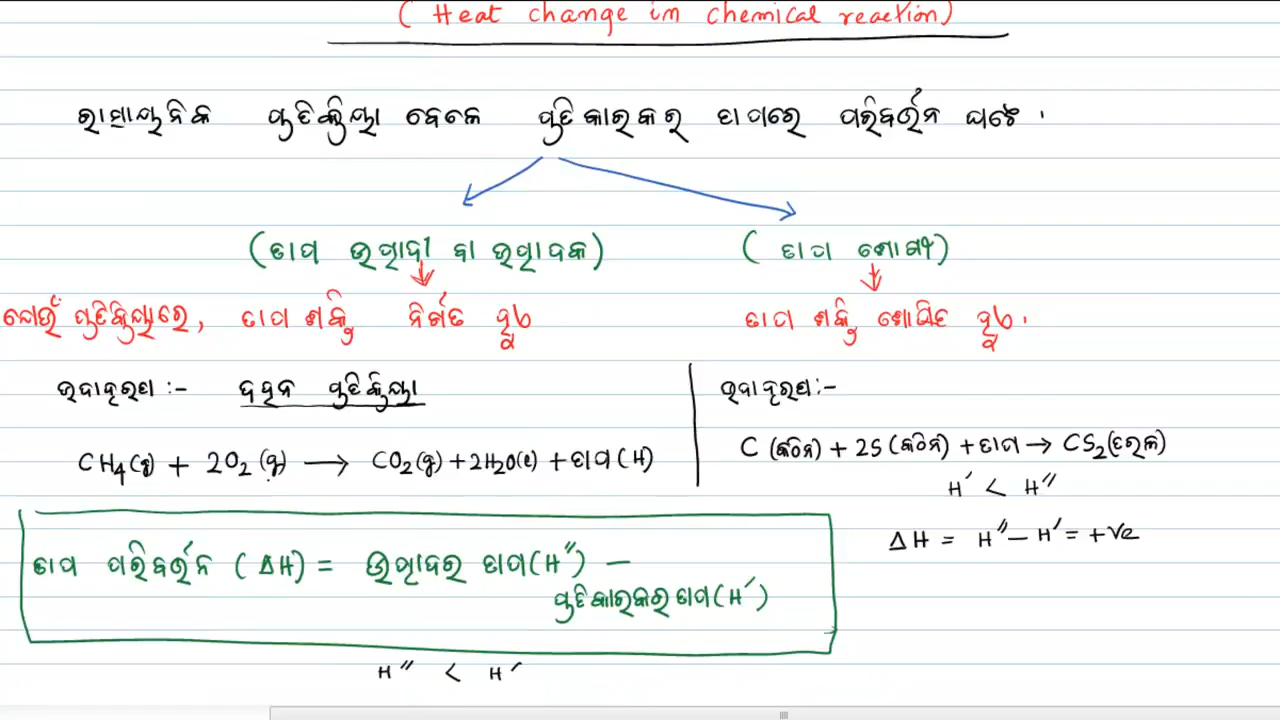 ( Heat change in chemical reaction)
ରାସାୟନିକ ପ୍ରତିକ୍ରିୟା ବେଳେ ପ୍ରତିକାରକର ତାପରେ ପରିବର୍ତ୍ତନ ଘଟେ .
(ତାପ ଉତ୍ପାଦୀ ବା ଉତ୍ପାଦକ) ( ତାପ ଶୋଷୀ)
ଯେଉଁ ପ୍ରତିକ୍ରିୟାରେ, ତାପ ଶକ୍ତି ନିର୍ଗତ ହୁଏ ତାପ ଶକ୍ତି ଶୋଷିତ ହୁଏ .
ଉଦାହରଣ :- ଦହନ ପ୍ରତିକ୍ରିୟା ଉଦାହରଣ:-
CH₄(g) + 2O₂(g) → CO₂(g)+2H₂O(l) + ତାପ(H) C (କଠିନ) + 2S (କଠିନ) + ତାପ → CS₂(ତରଳ)
H′ < H″
ΔH = H″ − H′ = +ve
ତାପ ପରିବର୍ତ୍ତନ (ΔH) = ଉତ୍ପାଦର ତାପ(H″) −
ପ୍ରତିକାରକର ତାପ(H′)
H″ < H′